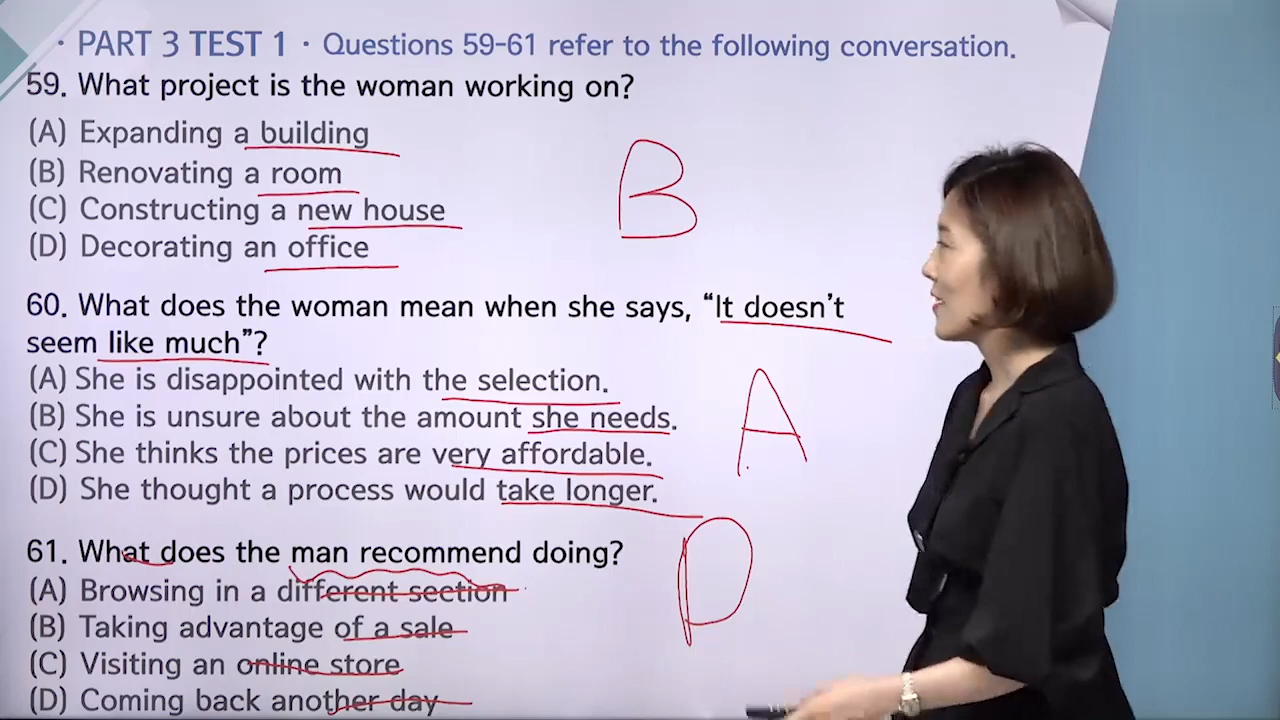 · PART 3 TEST 1 · Questions 59-61 refer to the following conversation.
59. What project is the woman working on?
(A) Expanding a building
(B) Renovating a room
(C) Constructing a new house
(D) Decorating an office
B
60. What does the woman mean when she says, “It doesn’t
seem like much”?
(A) She is disappointed with the selection.
(B) She is unsure about the amount she needs.
(C) She thinks the prices are very affordable.
(D) She thought a process would take longer.
A
61. What does the man recommend doing?
(A) Browsing in a different section
(B) Taking advantage of a sale
(C) Visiting an online store
(D) Coming back another day
D